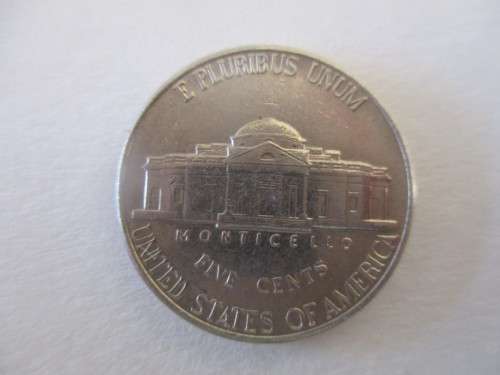 E PLURIBUS UNUM
MONTICELLO
FIVE CENTS
UNITED STATES OF AMERICA